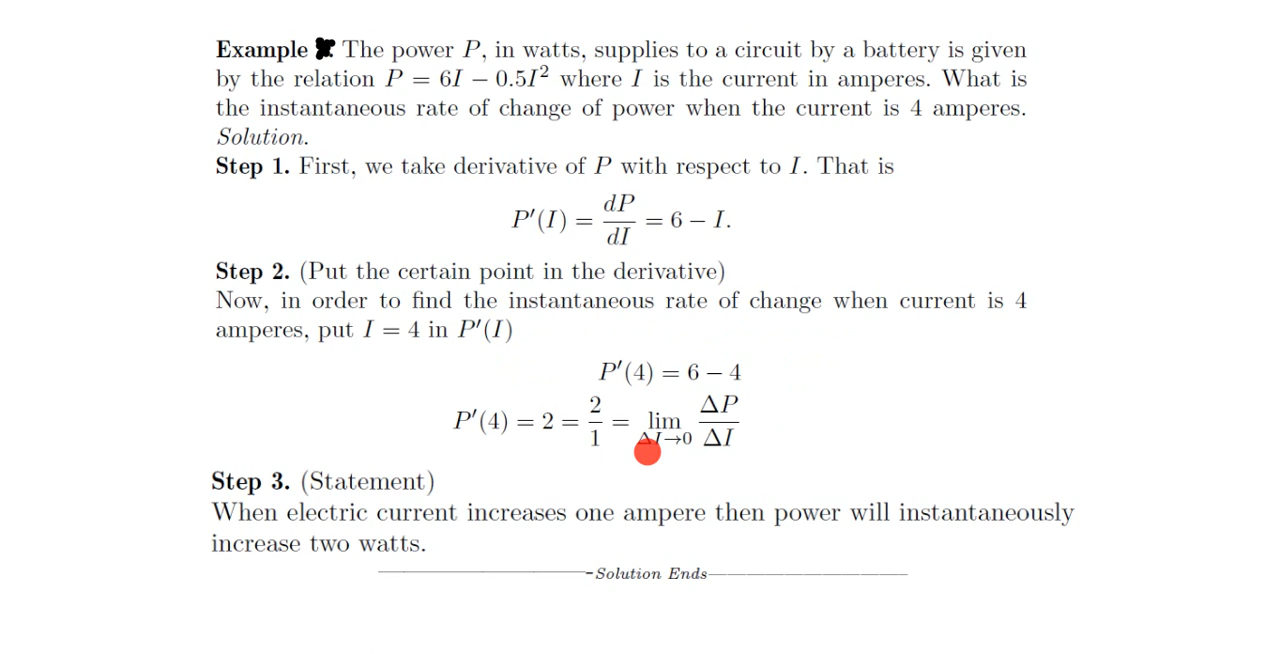 Example The power P, in watts, supplies to a circuit by a battery is given
by the relation P = 6I − 0.5I² where I is the current in amperes. What is
the instantaneous rate of change of power when the current is 4 amperes.
Solution.
Step 1. First, we take derivative of P with respect to I. That is
P′(I) = dP/dI = 6 − I.
Step 2. (Put the certain point in the derivative)
Now, in order to find the instantaneous rate of change when current is 4
amperes, put I = 4 in P′(I)
P′(4) = 6 − 4
P′(4) = 2 = 2/1 = lim ΔI→0 ΔP/ΔI
Step 3. (Statement)
When electric current increases one ampere then power will instantaneously
increase two watts.
Solution Ends